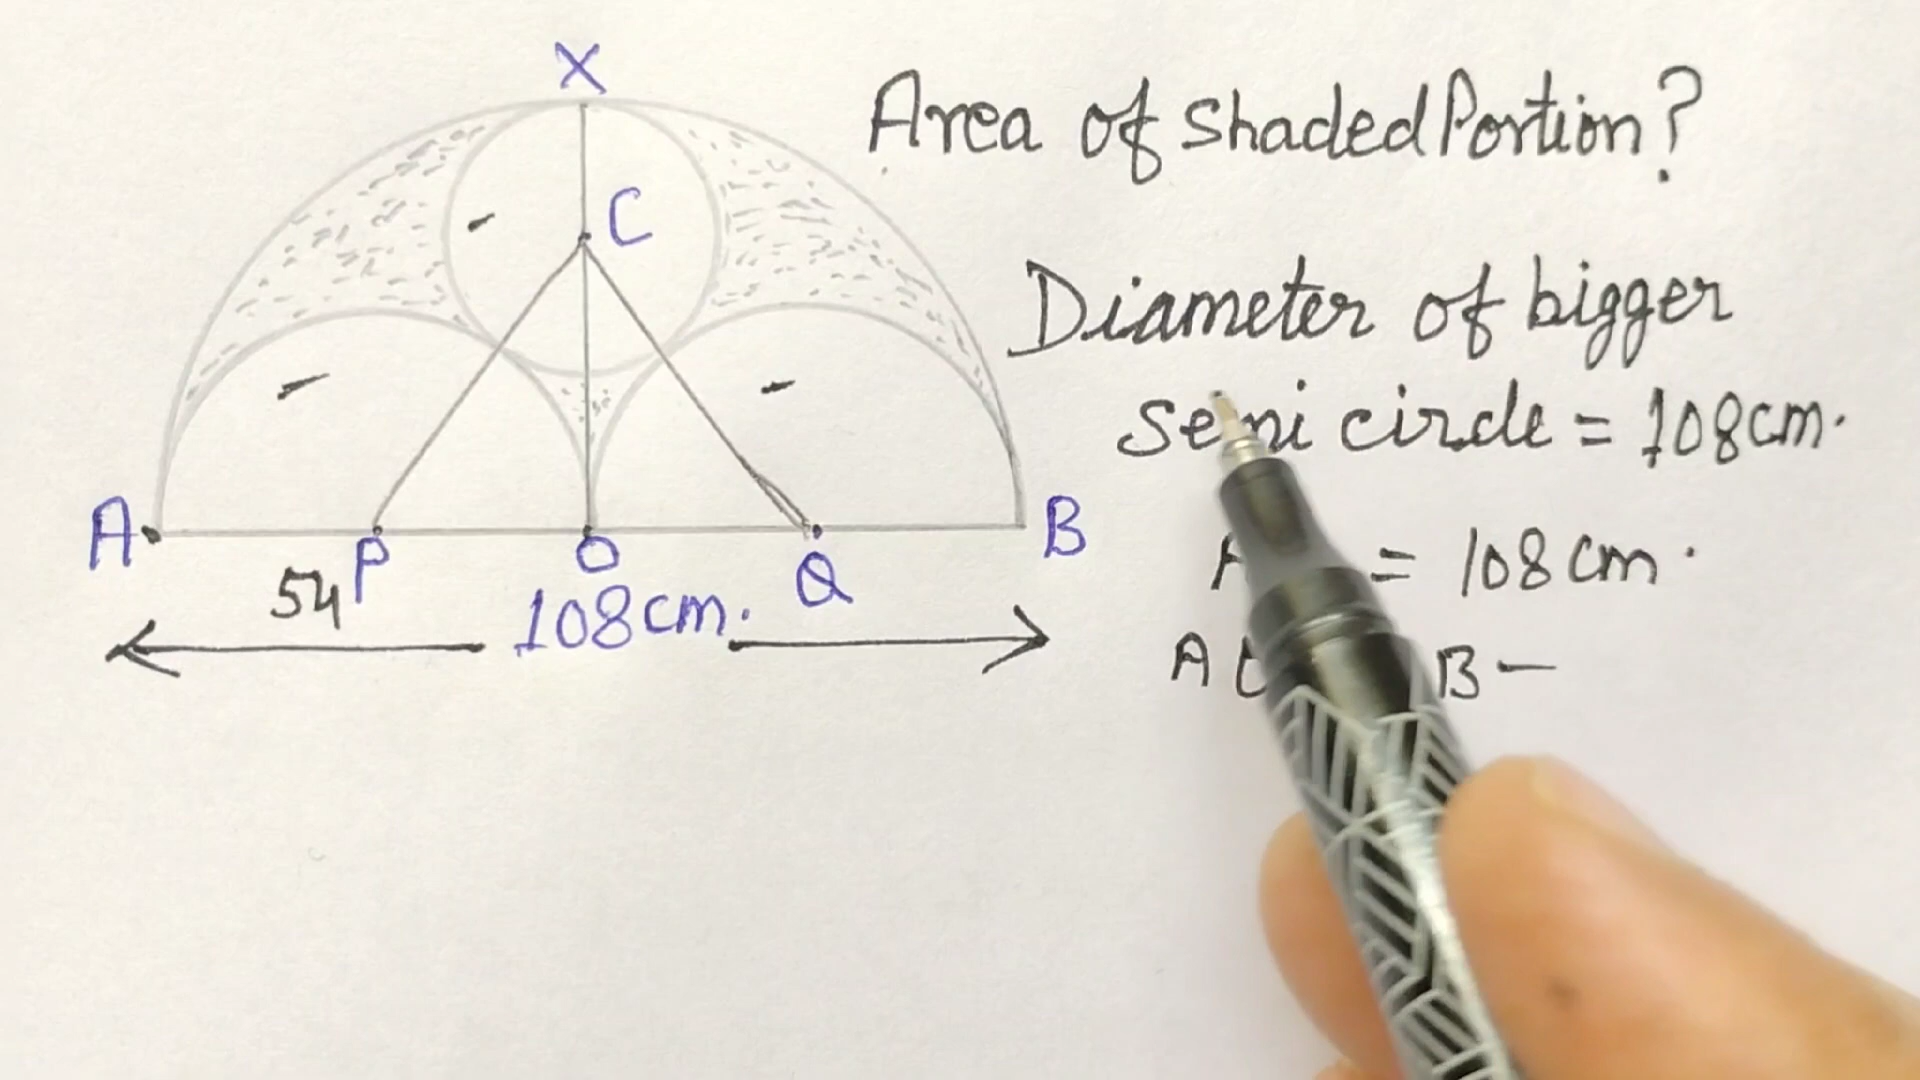 X
Area of Shaded Portion?
C
Diameter of bigger
Semi circle = 108cm.
A P O Q B
= 108 cm.
54
108cm.
A B -